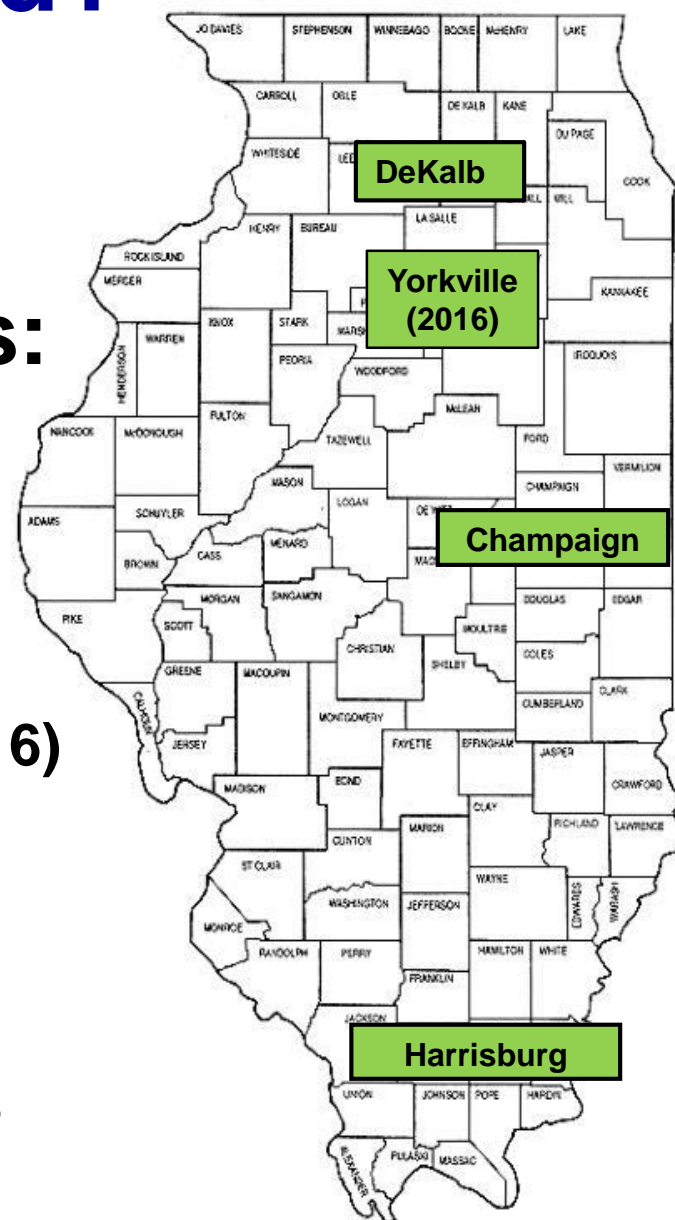 JO DAVIES STEPHENSON WINNEBAGO BOONE McHENRY LAKE
CARROLL OGLE DE KALB KANE
DU PAGE
WHITESIDE LEE COOK
DeKalb
WILL
LA SALLE
HENRY BUREAU
ROCK ISLAND
Yorkville
(2016)
MERCER KANKAKEE
s:
KNOX STARK
WARREN MARSH
HENDERSON
PEORIA IROQUOIS
WOODFORD
McLEAN
FULTON
HANCOCK McDONOUGH TAZEWELL FORD
VERMILION
MASON CHAMPAIGN
LOGAN
ADAMS SCHUYLER DE WITT
Champaign
CASS MENARD
BROWN
MORGAN SANGAMON DOUGLAS EDGAR
PIKE
SCOTT MOULTRIE
CHRISTIAN
GREENE MACOUPIN SHELBY COLES
CLARK
CALHOUN CUMBERLAND
MONTGOMERY
6)
JERSEY FAYETTE EFFINGHAM JASPER
MADISON BOND CRAWFORD
CLAY
MARION RICHLAND LAWRENCE
CLINTON
ST CLAIR
WAYNE
EDWARDS WABASH
WASHINGTON JEFFERSON
MONROE
RANDOLPH PERRY HAMILTON WHITE
FRANKLIN
JACKSON
Harrisburg
UNION JOHNSON POPE HARDIN
ALEXANDER PULASKI MASSAC